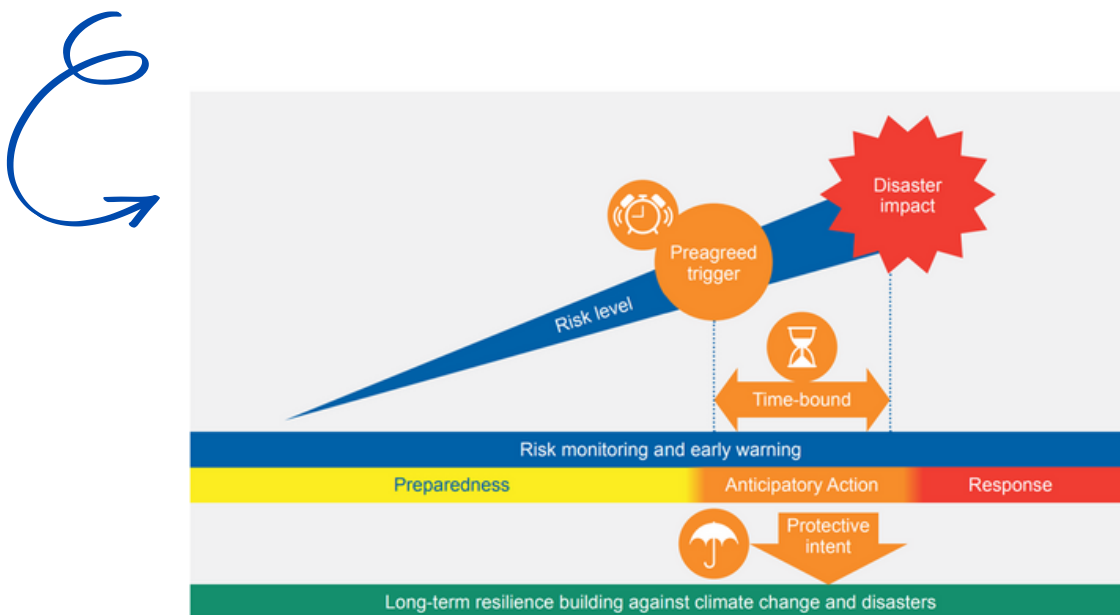 Disaster
impact
Preagreed
trigger
Risk level
Time-bound
Risk monitoring and early warning
Preparedness
Anticipatory Action
Response
Protective
intent
Long-term resilience building against climate change and disasters